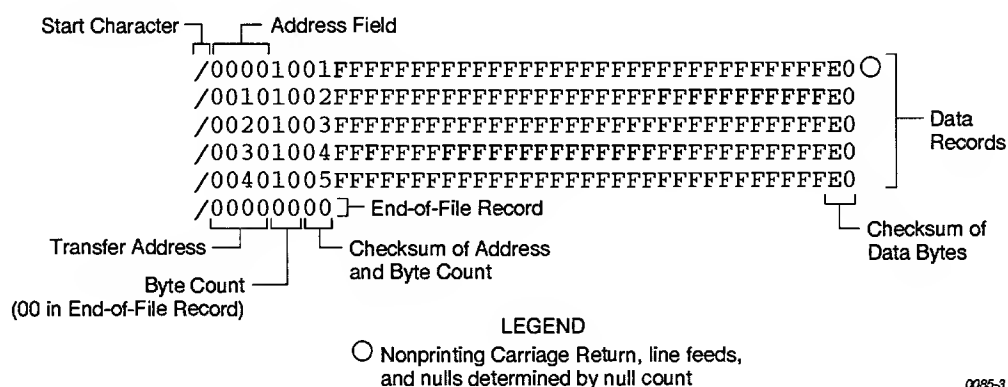 Start Character Address Field
/00001001FFFFFFFFFFFFFFFFFFFFFFFFFFFFFFFFE0
/00101002FFFFFFFFFFFFFFFFFFFFFFFFFFFFFFFFE0
/00201003FFFFFFFFFFFFFFFFFFFFFFFFFFFFFFFFE0
/00301004FFFFFFFFFFFFFFFFFFFFFFFFFFFFFFFFE0
/00401005FFFFFFFFFFFFFFFFFFFFFFFFFFFFFFFFE0
/00000000
Data
Records
End-of-File Record
Transfer Address
Checksum of Address
and Byte Count
Checksum of
Data Bytes
Byte Count
(00 in End-of-File Record)
LEGEND
Nonprinting Carriage Return, line feeds,
and nulls determined by null count
0085-3